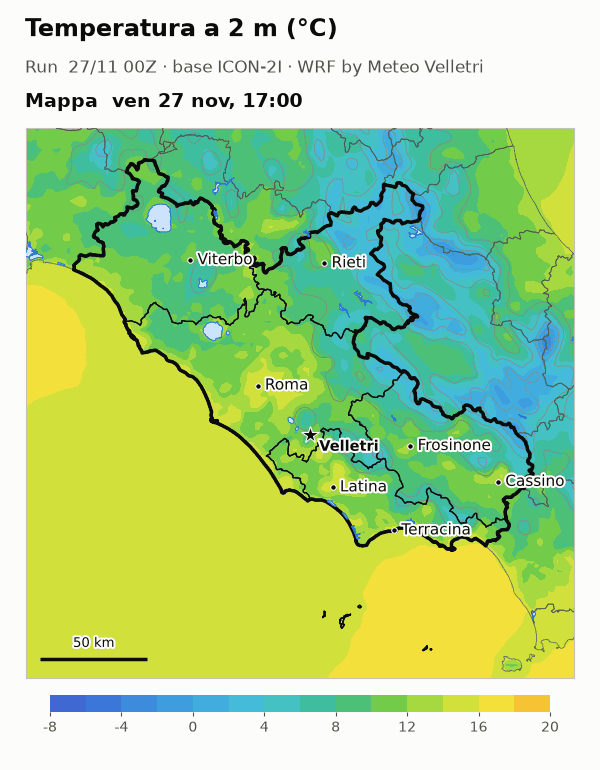 Temperatura a 2 m (°C)
Run  27/11 00Z · base ICON-2I · WRF by Meteo Velletri
Mappa  ven 27 nov, 17:00
Viterbo
Rieti
Roma
Velletri
Frosinone
Latina
Cassino
Terracina
50 km
-8 -4 0 4 8 12 16 20